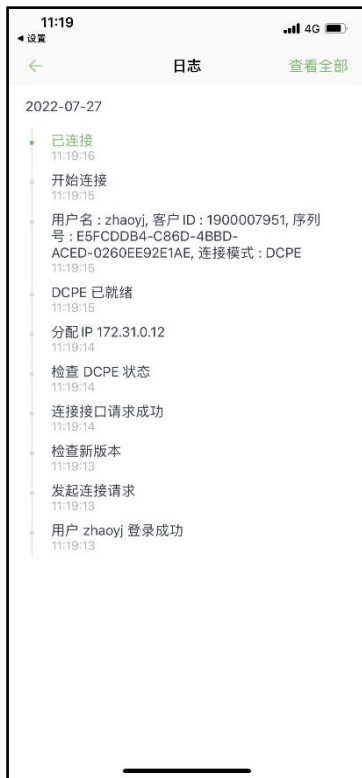 11:19
4G
◀ 设置
← 日志 查看全部
2022-07-27
已连接
11:19:16
开始连接
11:19:15
用户名 : zhaoyj, 客户 ID : 1900007951, 序列
号 : E5FCDDB4-C86D-4BBD-
ACED-0260EE92E1AE, 连接模式 : DCPE
11:19:15
DCPE 已就绪
11:19:15
分配 IP 172.31.0.12
11:19:14
检查 DCPE 状态
11:19:14
连接接口请求成功
11:19:14
检查新版本
11:19:13
发起连接请求
11:19:13
用户 zhaoyj 登录成功
11:19:13